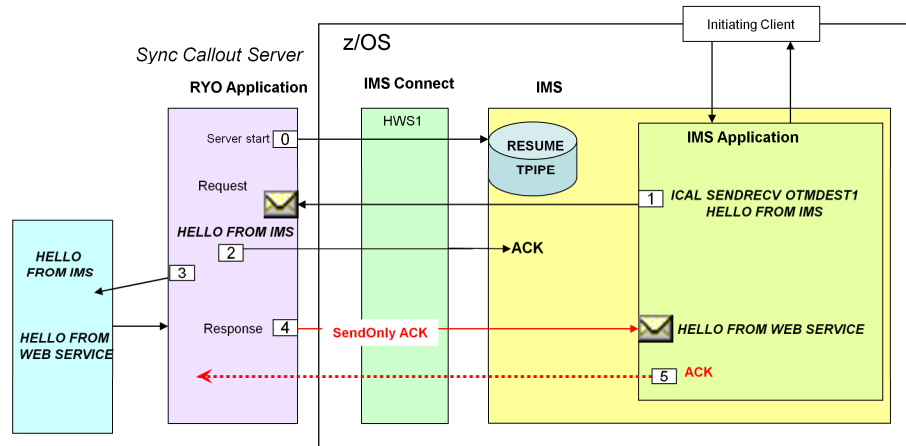 Initiating Client
z/OS
Sync Callout Server
RYO Application
IMS Connect
IMS
HWS1
IMS Application
Server start
0
RESUME
TPIPE
Request
1
ICAL SENDRECV OTMDEST1
HELLO FROM IMS
HELLO FROM IMS
2
ACK
HELLO
FROM IMS
3
Response
4
SendOnly ACK
HELLO FROM WEB SERVICE
HELLO FROM
WEB SERVICE
5
ACK